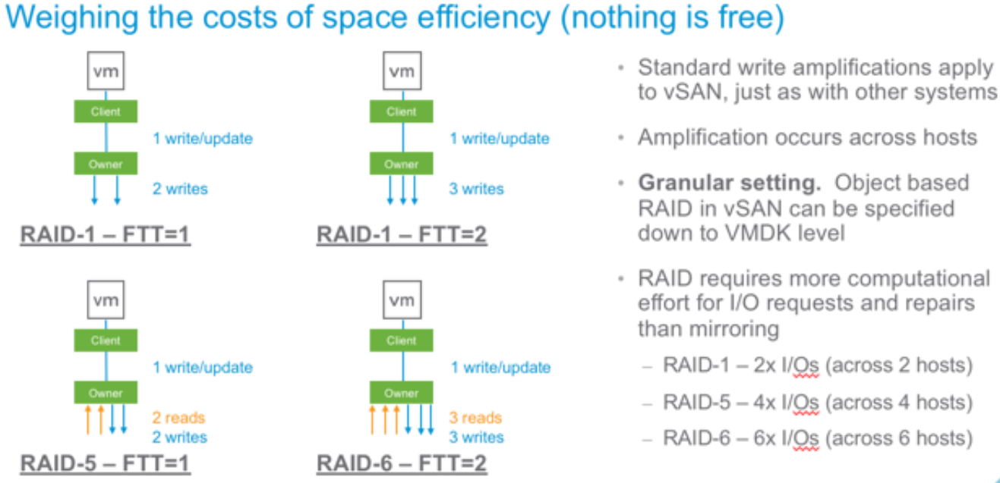 Weighing the costs of space efficiency (nothing is free)
vm
Client
1 write/update
Owner
2 writes
RAID-1 – FTT=1
vm
Client
1 write/update
Owner
3 writes
RAID-1 – FTT=2
vm
Client
1 write/update
Owner
2 reads
2 writes
RAID-5 – FTT=1
vm
Client
1 write/update
Owner
3 reads
3 writes
RAID-6 – FTT=2
• Standard write amplifications apply
to vSAN, just as with other systems
• Amplification occurs across hosts
• Granular setting. Object based
RAID in vSAN can be specified
down to VMDK level
• RAID requires more computational
effort for I/O requests and repairs
than mirroring
– RAID-1 – 2x I/Os (across 2 hosts)
– RAID-5 – 4x I/Os (across 4 hosts)
– RAID-6 – 6x I/Os (across 6 hosts)